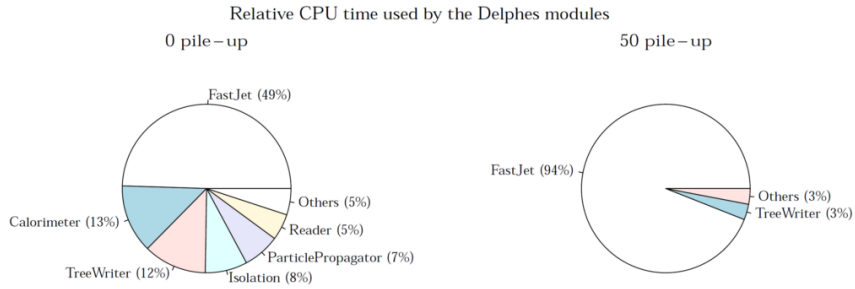 Relative CPU time used by the Delphes modules
0 pile−up
50 pile−up
FastJet (49%)
Calorimeter (13%)
TreeWriter (12%)
Isolation (8%)
ParticlePropagator (7%)
Reader (5%)
Others (5%)
FastJet (94%)
Others (3%)
TreeWriter (3%)